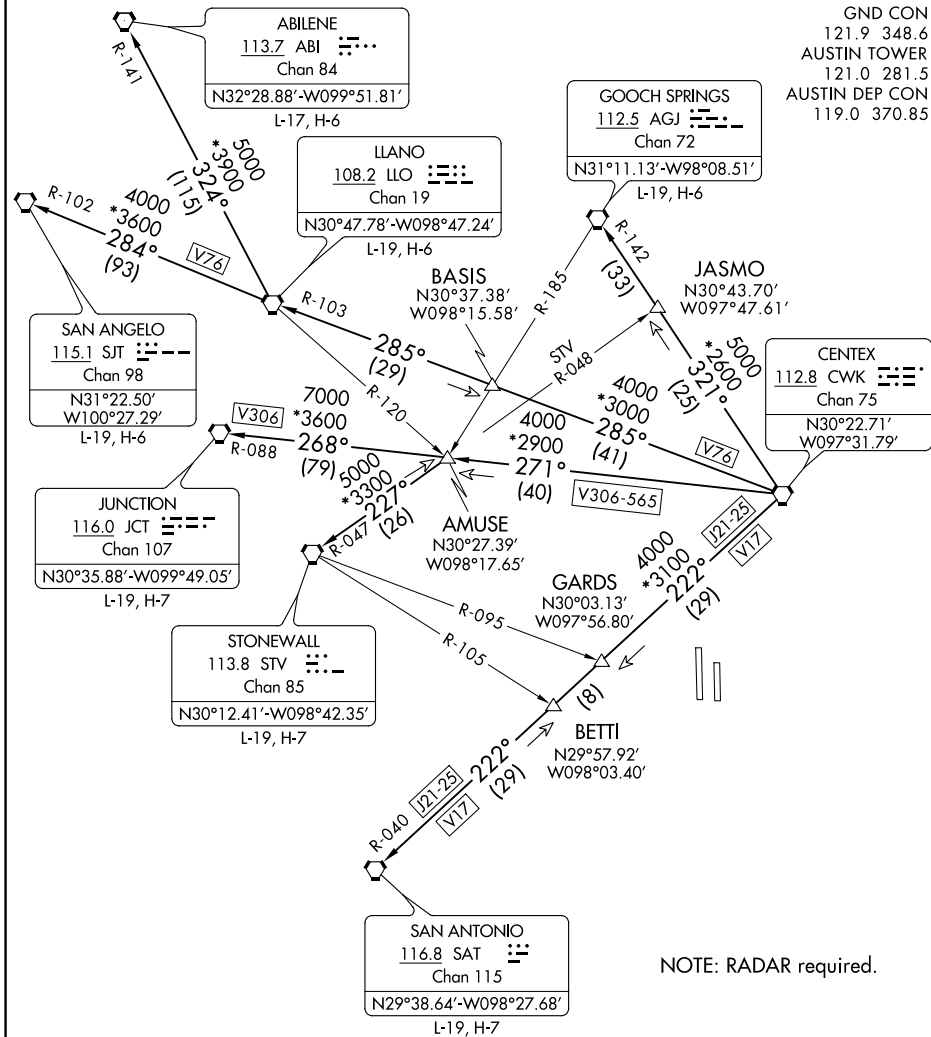 GND CON
121.9 348.6
AUSTIN TOWER
121.0 281.5
AUSTIN DEP CON
119.0 370.85
ABILENE
113.7 ABI
Chan 84
N32°28.88′-W099°51.81′
L-17, H-6
GOOCH SPRINGS
112.5 AGJ
Chan 72
N31°11.13′-W98°08.51′
L-19, H-6
LLANO
108.2 LLO
Chan 19
N30°47.78′-W098°47.24′
L-19, H-6
R-141
5000
*3900
324°
(115)
R-102
4000
*3600
284°
(93)
V76
SAN ANGELO
115.1 SJT
Chan 98
N31°22.50′
W100°27.29′
L-19, H-6
BASIS
N30°37.38′
W098°15.58′
R-103
285°
(29)
R-185
R-142
(33)
JASMO
N30°43.70′
W097°47.61′
STV
R-048
5000
*2600
321°
(25)
CENTEX
112.8 CWK
Chan 75
N30°22.71′
W097°31.79′
R-120
4000
*3000
285°
(41)
V76
7000
*3600
V306
268°
(79)
R-088
4000
*2900
271°
(40)
V306-565
5000
*3300
227°
(26)
R-047
AMUSE
N30°27.39′
W098°17.65′
JUNCTION
116.0 JCT
Chan 107
N30°35.88′-W099°49.05′
L-19, H-7
J21-25
V17
4000
*3100
222°
(29)
GARDS
N30°03.13′
W097°56.80′
R-095
R-105
STONEWALL
113.8 STV
Chan 85
N30°12.41′-W098°42.35′
L-19, H-7
(8)
BETTI
N29°57.92′
W098°03.40′
222°
(29)
J21-25
V17
R-040
SAN ANTONIO
116.8 SAT
Chan 115
N29°38.64′-W098°27.68′
L-19, H-7
NOTE: RADAR required.